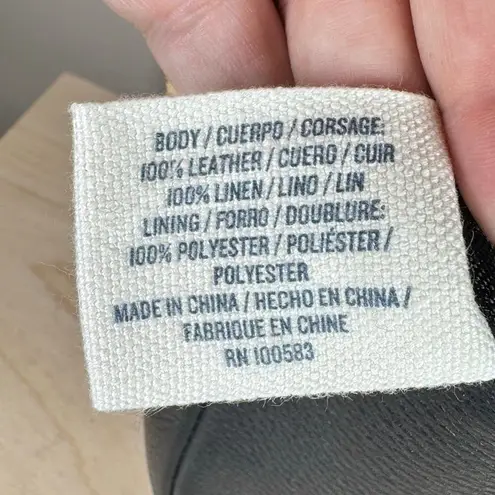 BODY / CUERPO / CORSAGE:
100% LEATHER / CUERO / CUIR
100% LINEN / LINO / LIN
LINING / FORRO / DOUBLURE:
100% POLYESTER / POLIÉSTER /
POLYESTER
MADE IN CHINA / HECHO EN CHINA /
FABRIQUE EN CHINE
RN 100583